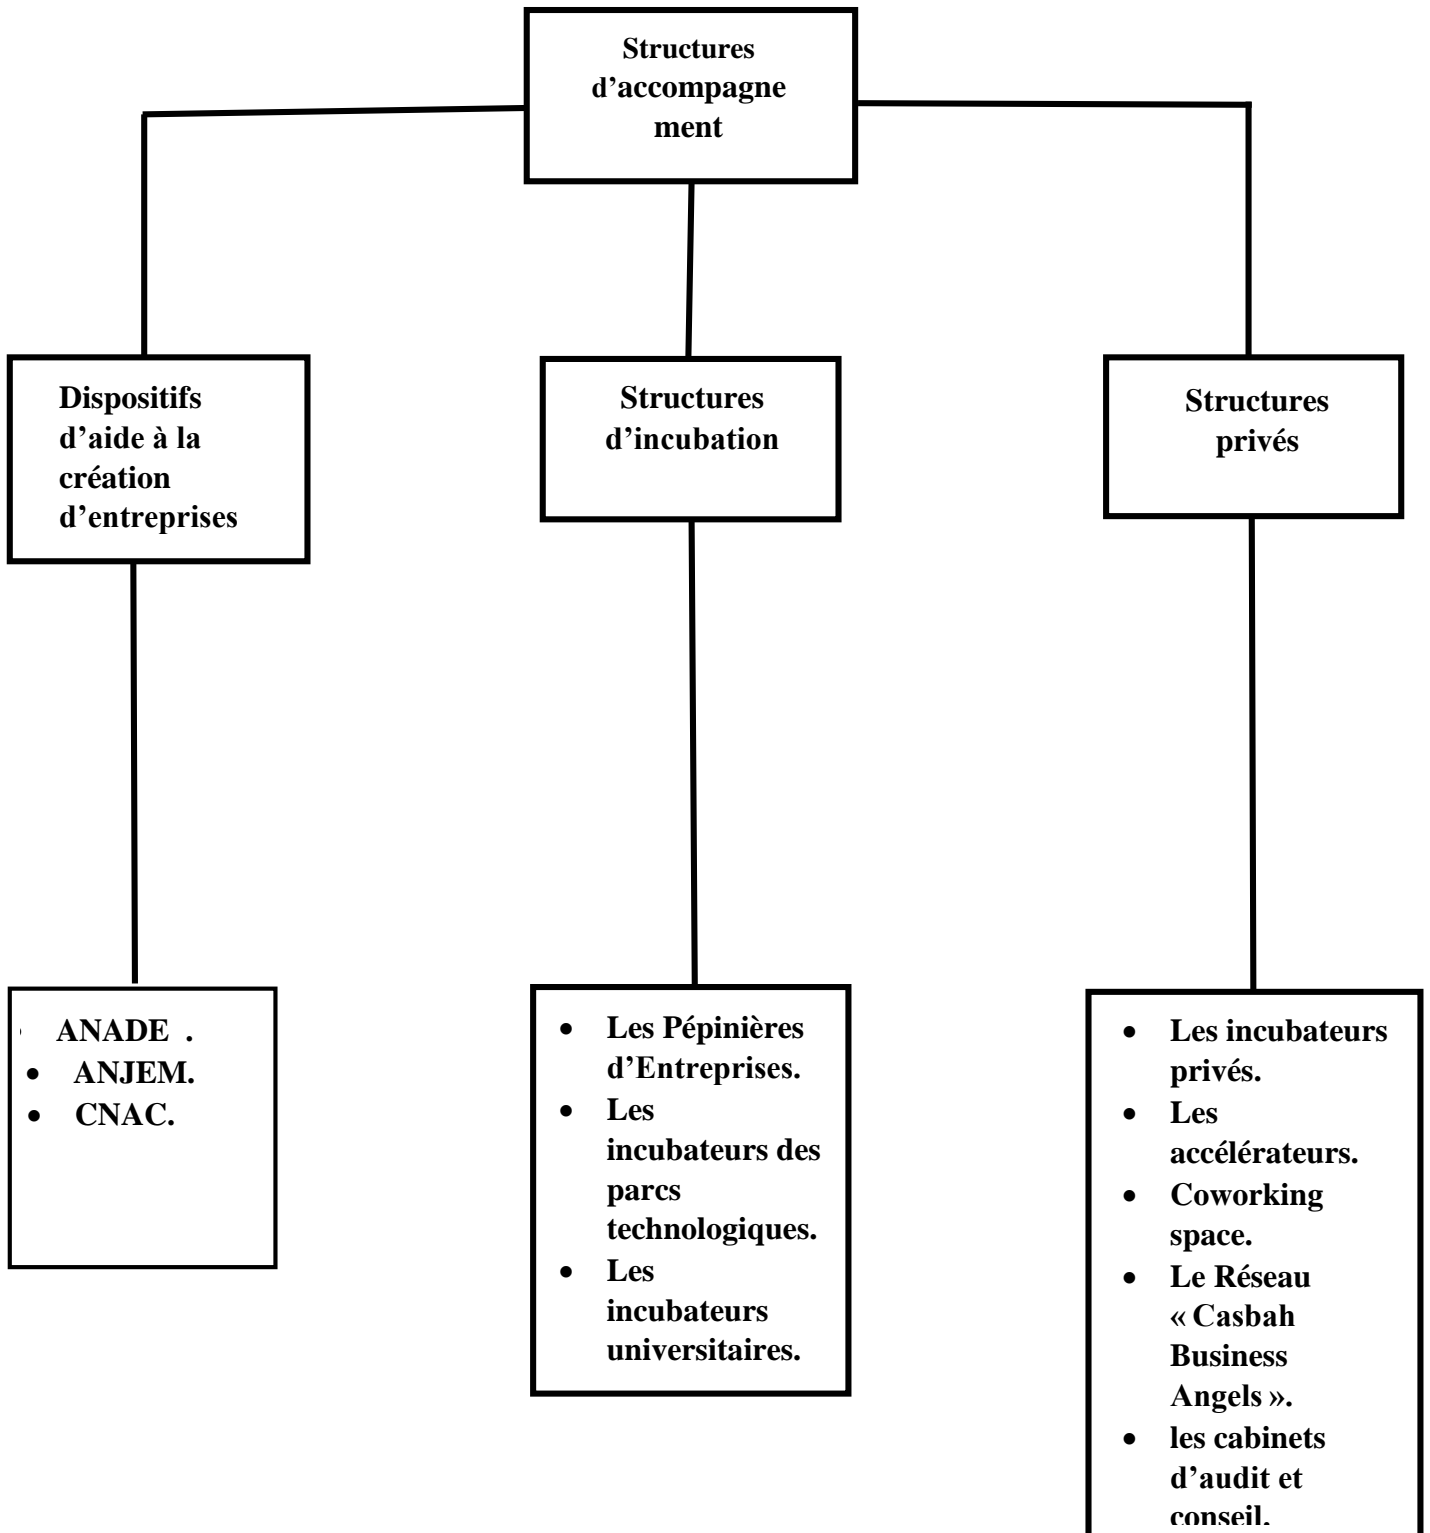 Structures
d’accompagne
ment
Dispositifs
d’aide à la
création
d’entreprises
Structures
d’incubation
Structures
privés
• ANADE .
• ANJEM.
• CNAC.
• Les Pépinières
d’Entreprises.
• Les
incubateurs des
parcs
technologiques.
• Les
incubateurs
universitaires.
• Les incubateurs
privés.
• Les
accélérateurs.
• Coworking
space.
• Le Réseau
« Casbah
Business
Angels ».
• les cabinets
d’audit et
conseil.